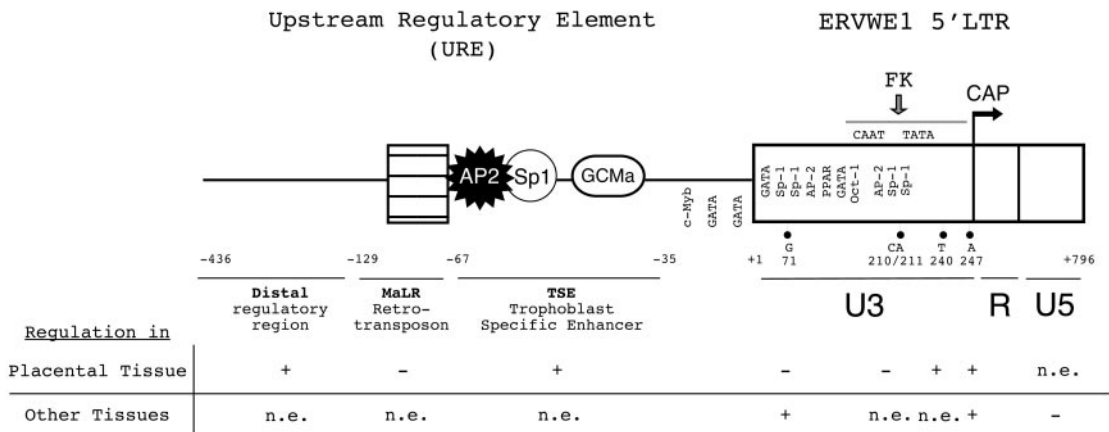 Upstream Regulatory Element
(URE)
ERVWE1 5'LTR
FK
CAP
CAAT TATA
AP2 Sp1 GCMa
c-Myb
GATA
GATA
GATA
Sp-1
Sp-1
AP-2
PPAR
GATA
Oct-1
AP-2
Sp-1
Sp-1
G CA T A
-436 -129 -67 -35 +1 71 210/211 240 247 +796
Distal MaLR TSE
regulatory Retro- Trophoblast
region transposon Specific Enhancer
U3 R U5
Regulation in
Placental Tissue + – + – – + + n.e.
Other Tissues n.e. n.e. n.e. + n.e. n.e. + –